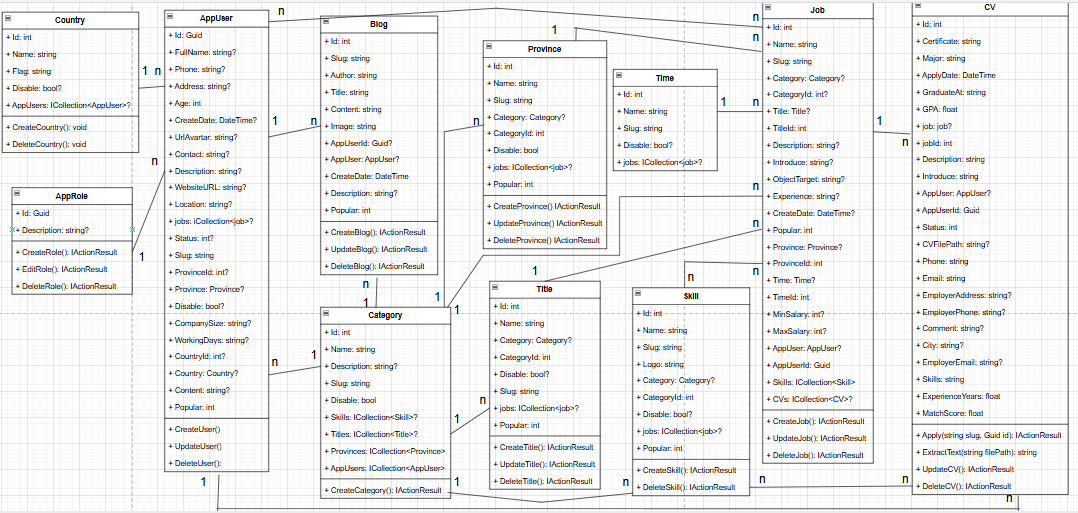 Country
+ Id: int
+ Name: string
+ Flag: string
+ Disable: bool?
+ AppUsers: ICollection<AppUser>?
+ CreateCountry(): void
+ DeleteCountry(): void
AppRole
+ Id: Guid
+ Description: string?
+ CreateRole(): IActionResult
+ EditRole(): IActionResult
+ DeleteRole(): IActionResult
1
n
n
1
AppUser
+ Id: Guid
+ FullName: string?
+ Phone: string?
+ Address: string?
+ Age: int
+ CreateDate: DateTime?
+ UrlAvartar: string?
+ Contact: string?
+ Description: string?
+ WebsiteURL: string?
+ Location: string?
+ jobs: iCollection<job>?
+ Status: int?
+ Slug: string
+ ProvinceId: int?
+ Province: Province?
+ Disable: bool?
+ CompanySize: string?
+ WorkingDays: string?
+ CountryId: int?
+ Country: Country?
+ Content: string?
+ Popular: int
+ CreateUser()
+ UpdateUser()
+ DeleteUser():
n
1
n
n
1
1
Blog
+ Id: int
+ Slug: string
+ Author: string
+ Title: string
+ Content: string
+ Image: string
+ AppUserId: Guid?
+ AppUser: AppUser?
+ CreateDate: DateTime
+ Description: string?
+ Popular: int
+ CreateBlog(): IActionResult
+ UpdateBlog(): IActionResult
+ DeleteBlog(): IActionResult
n
1
1
1
Category
+ Id: int
+ Name: string
+ Description: string?
+ Slug: string
+ Disable: bool
+ Skills: ICollection<Skill>?
+ Titles: ICollection<Title>?
+ Provinces: ICollection<Province>
+ AppUsers: ICollection<AppUser>
+ CreateCategory(): IActionResult
1
n
1
n
Province
+ Id: int
+ Name: string
+ Slug: string
+ Category: Category?
+ CategoryId: int
+ Disable: bool
+ jobs: ICollection<job>?
+ Popular: int
+ CreateProvince() IActionResult
+ UpdateProvince() IActionResult
+ DeleteProvince() IActionResult
1
n
Time
+ Id: int
+ Name: string
+ Slug: string
+ Disable: bool?
+ jobs: ICollection<job>?
1
n
Title
+ Id: int
+ Name: string
+ Category: Category?
+ CategoryId: int
+ Disable: bool?
+ Slug: string
+ jobs: ICollection<job>?
+ Popular: int
+ CreateTitle(): IActionResult
+ UpdateTitle(): IActionResult
+ DeleteTitle(): IActionResult
1
Skill
+ Id: int
+ Name: string
+ Slug: string
+ Logo: string
+ Category: Category?
+ CategoryId: int
+ Disable: bool?
+ jobs: ICollection<job>?
+ Popular: int
+ CreateSkill(): IActionResult
+ DeleteSkill(): IActionResult
n
n
n
n
n
n
n
Job
+ Id: int
+ Name: string
+ Slug: string
+ Category: Category?
+ CategoryId: int?
+ Title: Title?
+ TitleId: int
+ Description: string?
+ Introduce: string?
+ ObjectTarget: string?
+ Experience: string?
+ CreateDate: DateTime?
+ Popular: int
+ Province: Province?
+ ProvinceId: int
+ Time: Time?
+ TimeId: int
+ MinSalary: int?
+ MaxSalary: int?
+ AppUser: AppUser?
+ AppUserId: Guid
+ Skills: ICollection<Skill>
+ CVs: ICollection<CV>?
+ CreateJob(): IActionResult
+ UpdateJob(): IActionResult
+ DeleteJob(): IActionResult
1
n
n
CV
+ Id: int
+ Certificate: string
+ Major: string
+ ApplyDate: DateTime
+ GraduateAt: string
+ GPA: float
+ job: job?
+ jobId: int
+ Description: string
+ Introduce: string
+ AppUser: AppUser?
+ AppUserId: Guid
+ Status: int
+ CVFilePath: string?
+ Phone: string
+ Email: string
+ EmployerAddress: string?
+ EmployerPhone: string?
+ Comment: string?
+ City: string?
+ EmployerEmail: string?
+ Skills: string
+ ExperienceYears: float
+ MatchScore: float
+ Apply(string slug, Guid id): IActionResult
+ ExtractText(string filePath): string
+ UpdateCV(): IActionResult
+ DeleteCV(): IActionResult
n